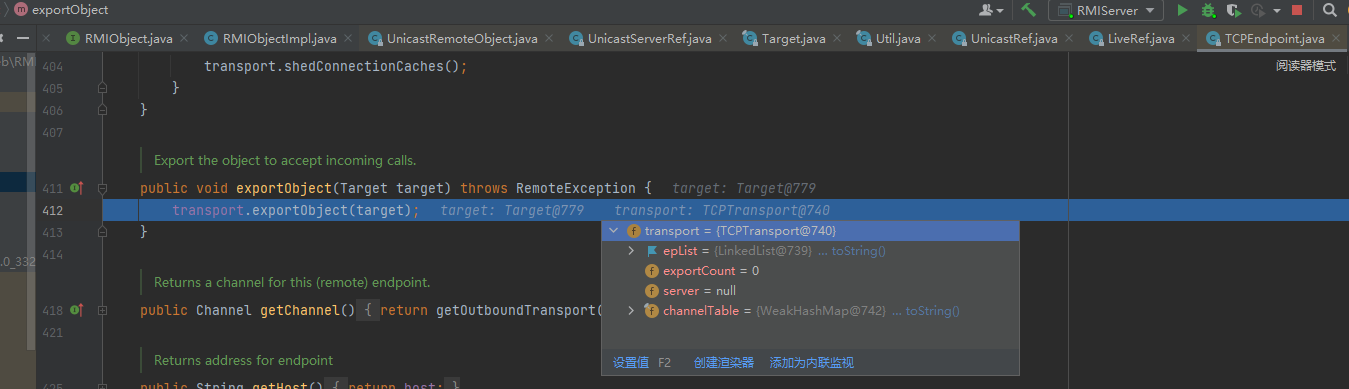 exportObject
RMIServer
RMIObject.java
RMIObjectImpl.java
UnicastRemoteObject.java
UnicastServerRef.java
Target.java
Util.java
UnicastRef.java
LiveRef.java
TCPEndpoint.java
-b\RM
阅读器模式
404 transport.shedConnectionCaches();
405 }
406 }
407
Export the object to accept incoming calls.
411 public void exportObject(Target target) throws RemoteException { target: Target@779
412 transport.exportObject(target); target: Target@779 transport: TCPTransport@740
413 }
transport = {TCPTransport@740}
414
epList = {LinkedList@739} ... toString()
.0_332
exportCount = 0
Returns a channel for this (remote) endpoint.
server = null
418 public Channel getChannel() { return getOutboundTransport(
channelTable = {WeakHashMap@742} ... toString()
421
Returns address for endpoint
设置值 F2 创建渲染器 添加为内联监视
425 public String getHost() { return host; }